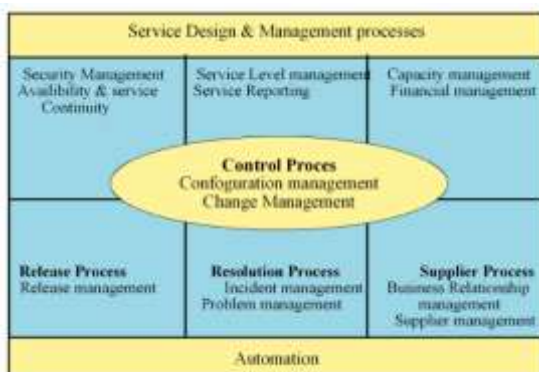 Service Design & Management processes
Security Management
Availibility & service
Continuity
Service Level management
Service Reporting
Capacity management
Financial management
Control Proces
Confoguration management
Change Management
Release Process
Release management
Resolution Process
Incident management
Problem management
Supplier Process
Business Relationship
management
Supplier management
Automation